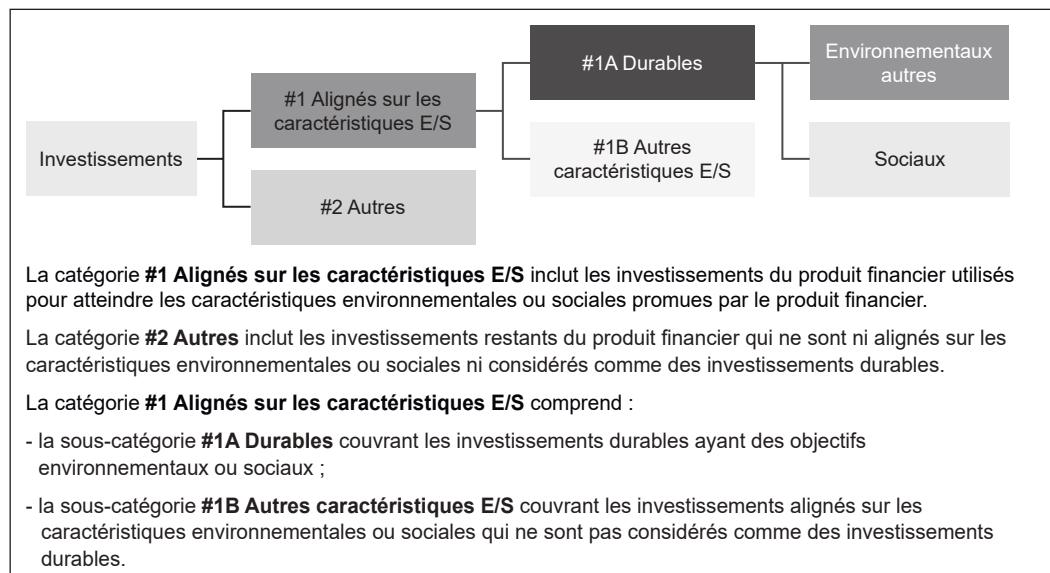 Investissements
#1 Alignés sur les
caractéristiques E/S
#2 Autres
#1A Durables
#1B Autres
caractéristiques E/S
Environnementaux
autres
Sociaux
La catégorie #1 Alignés sur les caractéristiques E/S inclut les investissements du produit financier utilisés
pour atteindre les caractéristiques environnementales ou sociales promues par le produit financier.
La catégorie #2 Autres inclut les investissements restants du produit financier qui ne sont ni alignés sur les
caractéristiques environnementales ou sociales ni considérés comme des investissements durables.
La catégorie #1 Alignés sur les caractéristiques E/S comprend :
- la sous-catégorie #1A Durables couvrant les investissements durables ayant des objectifs
environnementaux ou sociaux ;
- la sous-catégorie #1B Autres caractéristiques E/S couvrant les investissements alignés sur les
caractéristiques environnementales ou sociales qui ne sont pas considérés comme des investissements
durables.